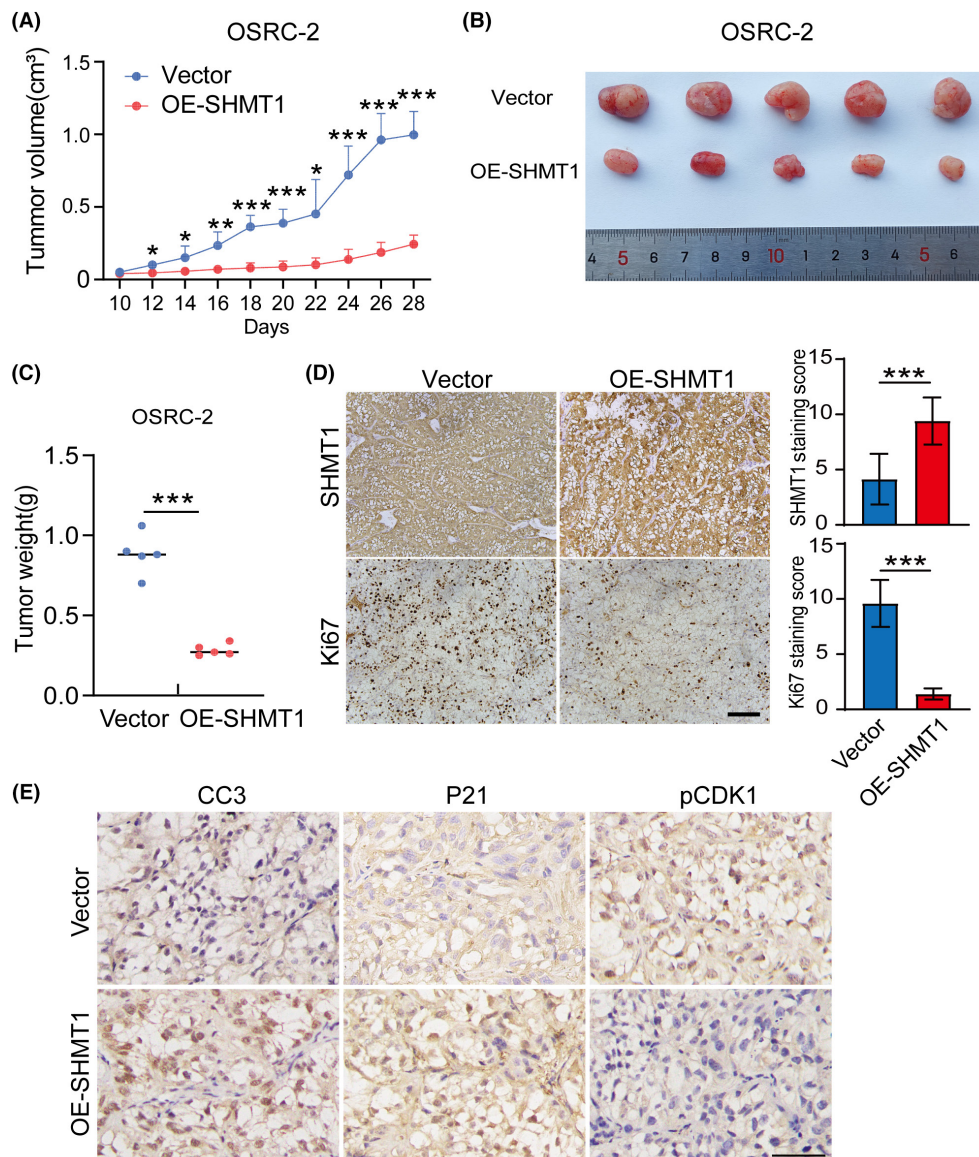 (A)
OSRC-2
Tummor volume(cm³)
1.5
1.0
0.5
0
Vector
OE-SHMT1
* * ** *** *** * *** *** ***
10 12 14 16 18 20 22 24 26 28
Days
(B)
OSRC-2
Vector
OE-SHMT1
4 5 6 7 8 9 10 1 2 3 4 5 6
(C)
OSRC-2
Tumor weight(g)
1.5
1.0
0.5
0.0
***
Vector OE-SHMT1
(D)
Vector OE-SHMT1
SHMT1
Ki67
SHMT1 staining score
15
10
5
0
***
Ki67 staining score
15
10
5
0
***
Vector
OE-SHMT1
(E)
CC3 P21 pCDK1
Vector
OE-SHMT1